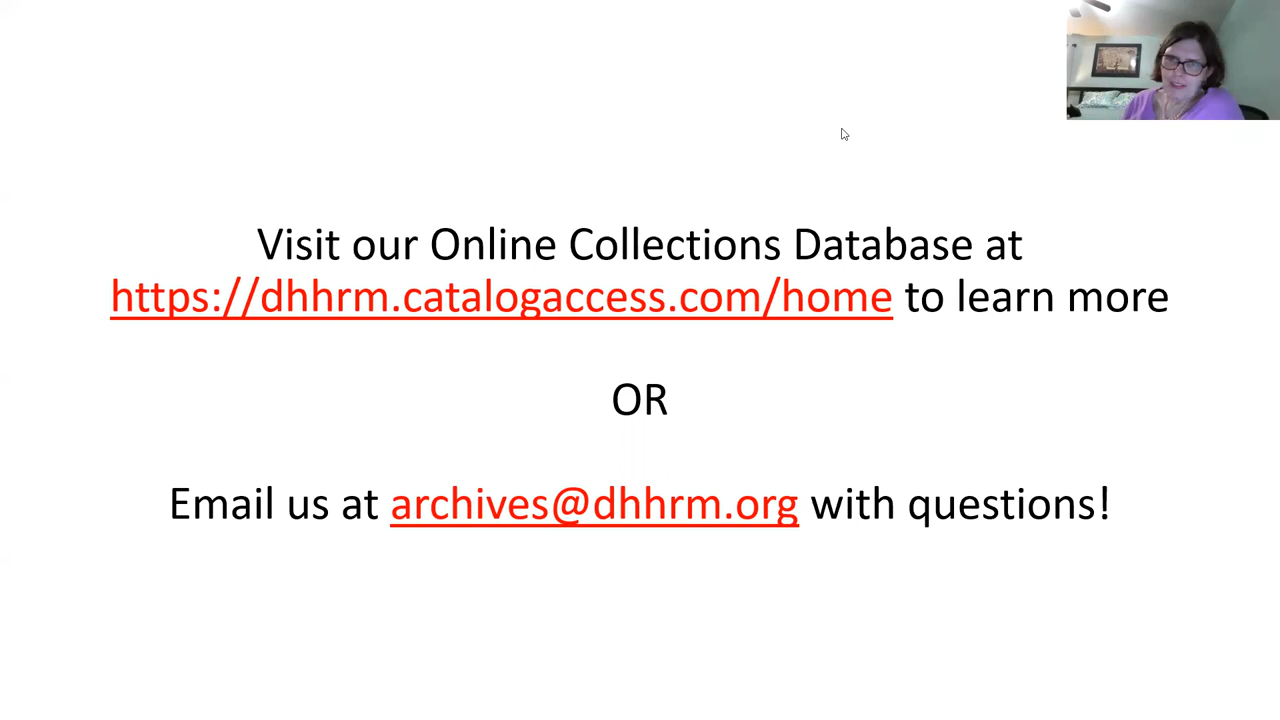 Visit our Online Collections Database at
https://dhhrm.catalogaccess.com/home to learn more
OR
Email us at archives@dhhrm.org with questions!